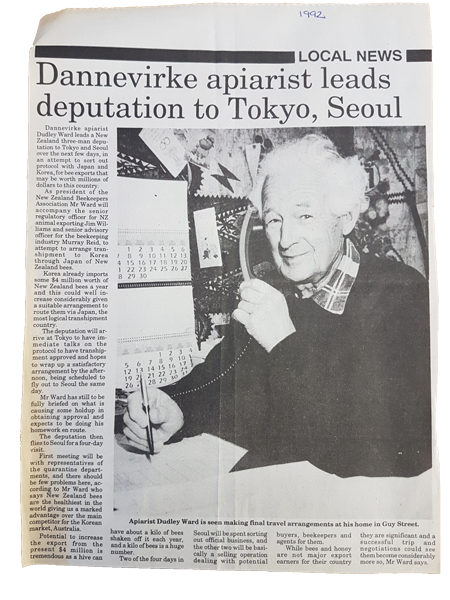 1992
LOCAL NEWS
Dannevirke apiarist leads
deputation to Tokyo, Seoul
Dannevirke apiarist
Dudley Ward leads a New
Zealand three-man depu-
tation to Tokyo and Seoul
over the next few days, in
an attempt to sort out
protocol with Japan and
Korea, for bee exports that
may be worth millions of
dollars to this country.
As president of the
New Zealand Beekeepers
Association Mr Ward will
accompany the senior
regulatory officer for NZ
animal exporting Jim Wil-
liams and senior advisory
officer for the beekeeping
industry Murray Reid, to
attempt to arrange tran-
shipment to Korea
through Japan of New
Zealand bees.
Korea already imports
some $4 million worth of
New Zealand bees a year
and this could well in-
crease considerably given
a suitable arrangement to
route them via Japan, the
most logical transhipment
country.
The deputation will ar-
rive at Tokyo to have im-
mediate talks on the
protocol to have tranship-
ment approved and hopes
to wrap up a satisfactory
arrangement by the after-
noon, being scheduled to
fly out to Seoul the same
day.
Mr Ward has still to be
fully briefed on what is
causing some holdup in
obtaining approval and
expects to be doing his
homework en route.
The deputation then
flies to Seoul for a four-day
visit.
First meeting will be
with representatives of
the quarantine depart-
ments, and there should
be few problems here, ac-
cording to Mr Ward who
says New Zealand bees
are the healthiest in the
world giving us a marked
advantage over the main
competitor for the Korean
market, Australia.
Potential to increase
the export from the
present $4 million is
tremendous as a hive can
Apiarist Dudley Ward is seen making final travel arrangements at his home in Guy Street.
have about a kilo of bees
shaken off it each year,
and a kilo of bees is a huge
number.
Two of the four days in
Seoul will be spent sorting
out official business, and
the other two will be basi-
cally a selling operation
dealing with potential
buyers, beekeepers and
agents for them.
While bees and honey
are not major export
earners for their country
they are significant and a
successful trip and
negotiations could see
them become considerably
more so, Mr Ward says.